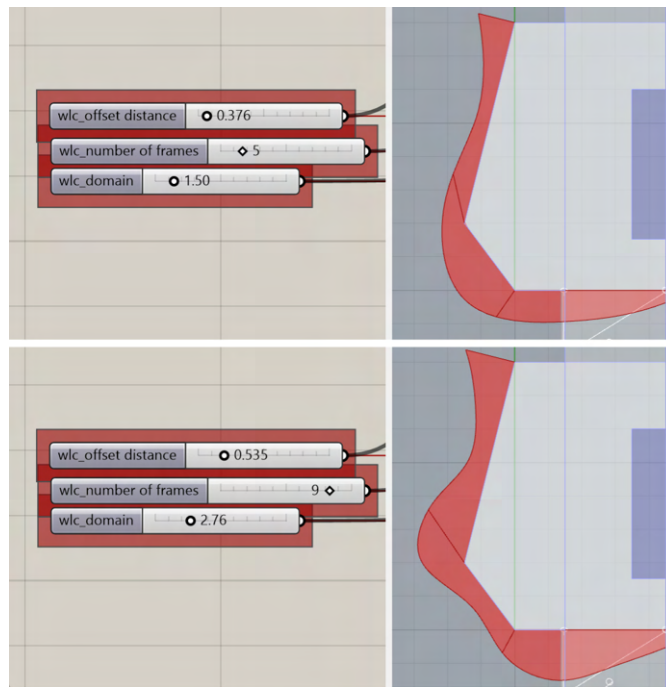 wlc_offset distance 0.376
wlc_number of frames 5
wlc_domain 1.50
wlc_offset distance 0.535
wlc_number of frames 9
wlc_domain 2.76